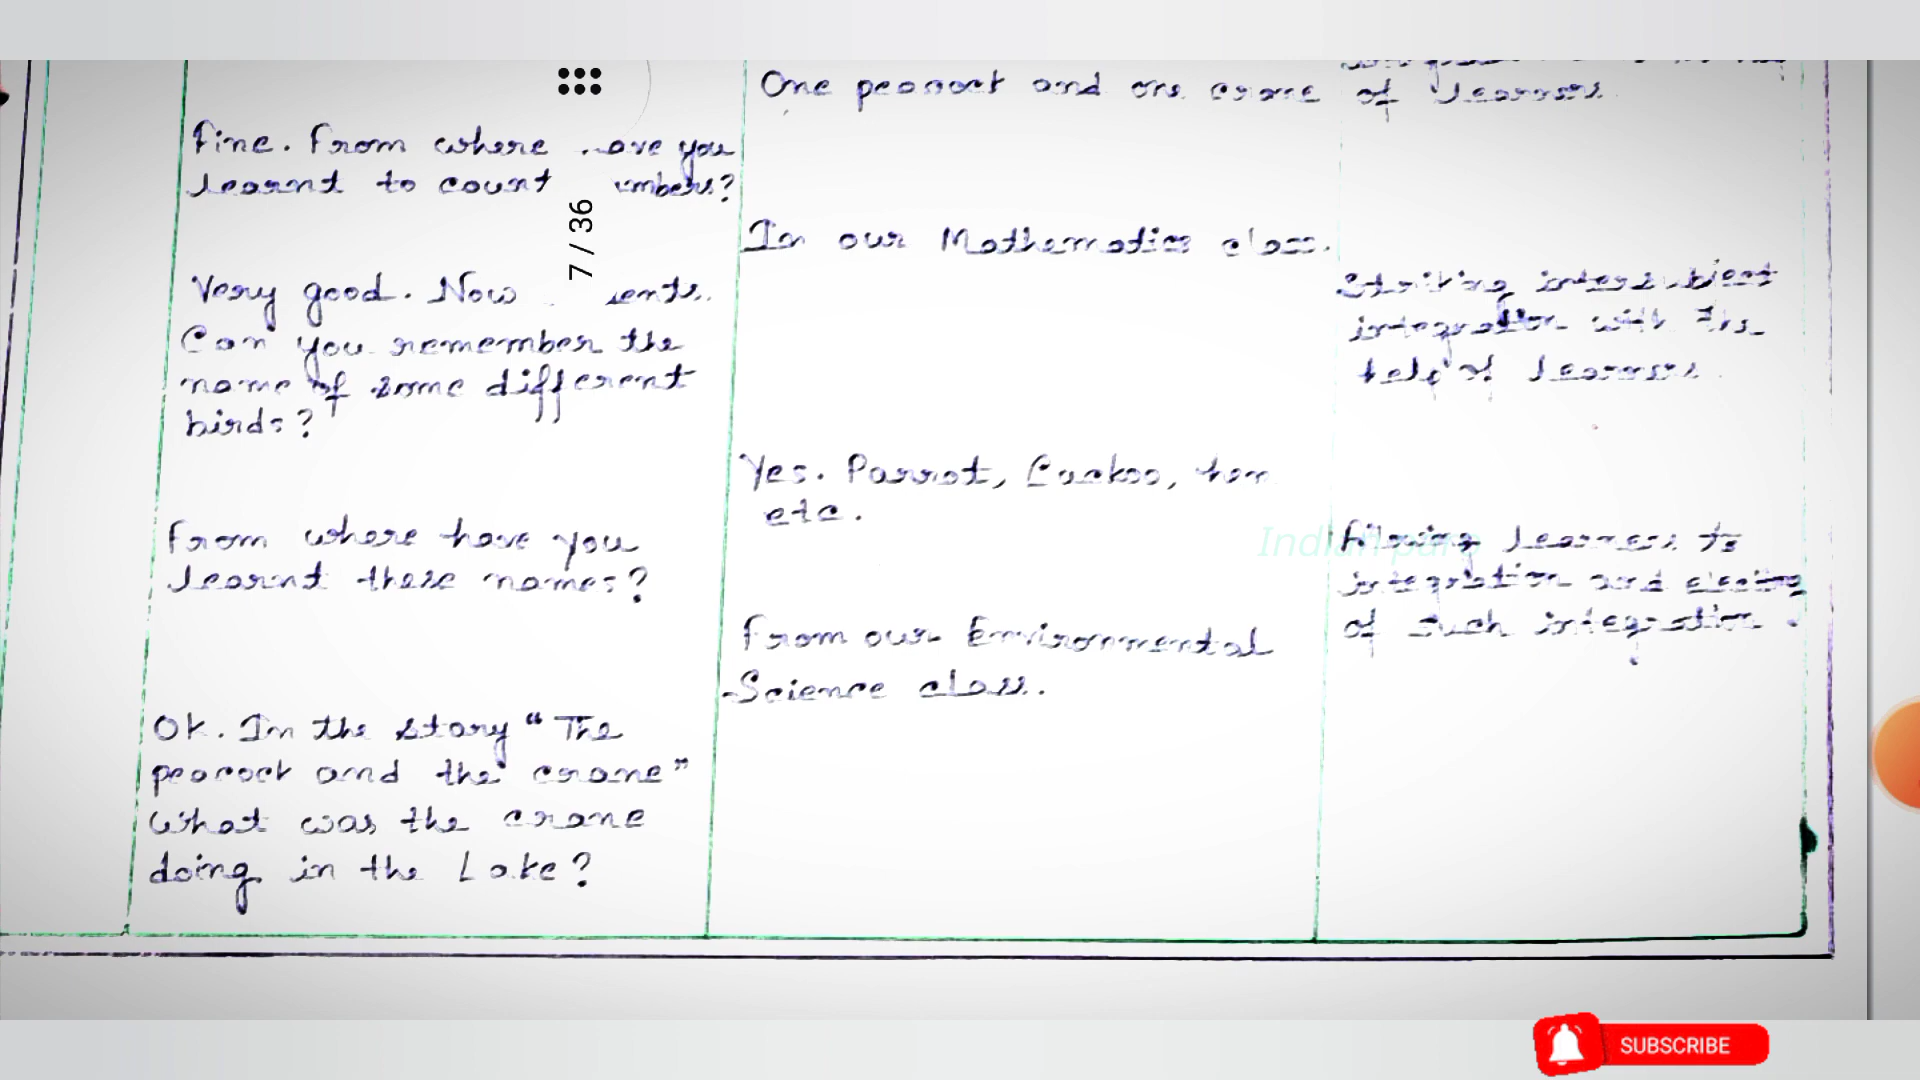 One peacock and one crane
of learners
Fine. From where have you
learnt to count numbers?
7 / 36
In our Mathematics class.
Very good. Now
Can you remember the
name of some different
birds?
inter subject
integration with the
help of learners.
Yes. Parrot, Cuckoo, hen
etc.
From where have you
learnt these names?
learners to
integration and
of such integration.
From our Environmental
Science class.
OK. In the story "The
peacock and the crane"
what was the crane
doing in the Lake?
SUBSCRIBE